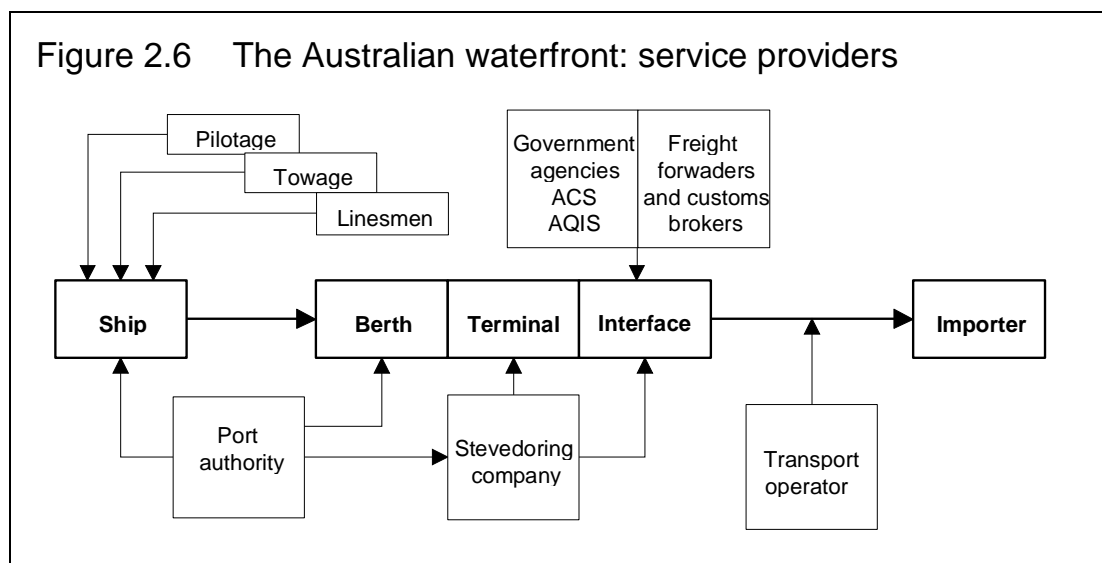 Figure 2.6 The Australian waterfront: service providers
Pilotage
Towage
Linesmen
Government
agencies
ACS
AQIS
Freight
forwaders
and customs
brokers
Ship
Berth
Terminal
Interface
Importer
Port
authority
Stevedoring
company
Transport
operator